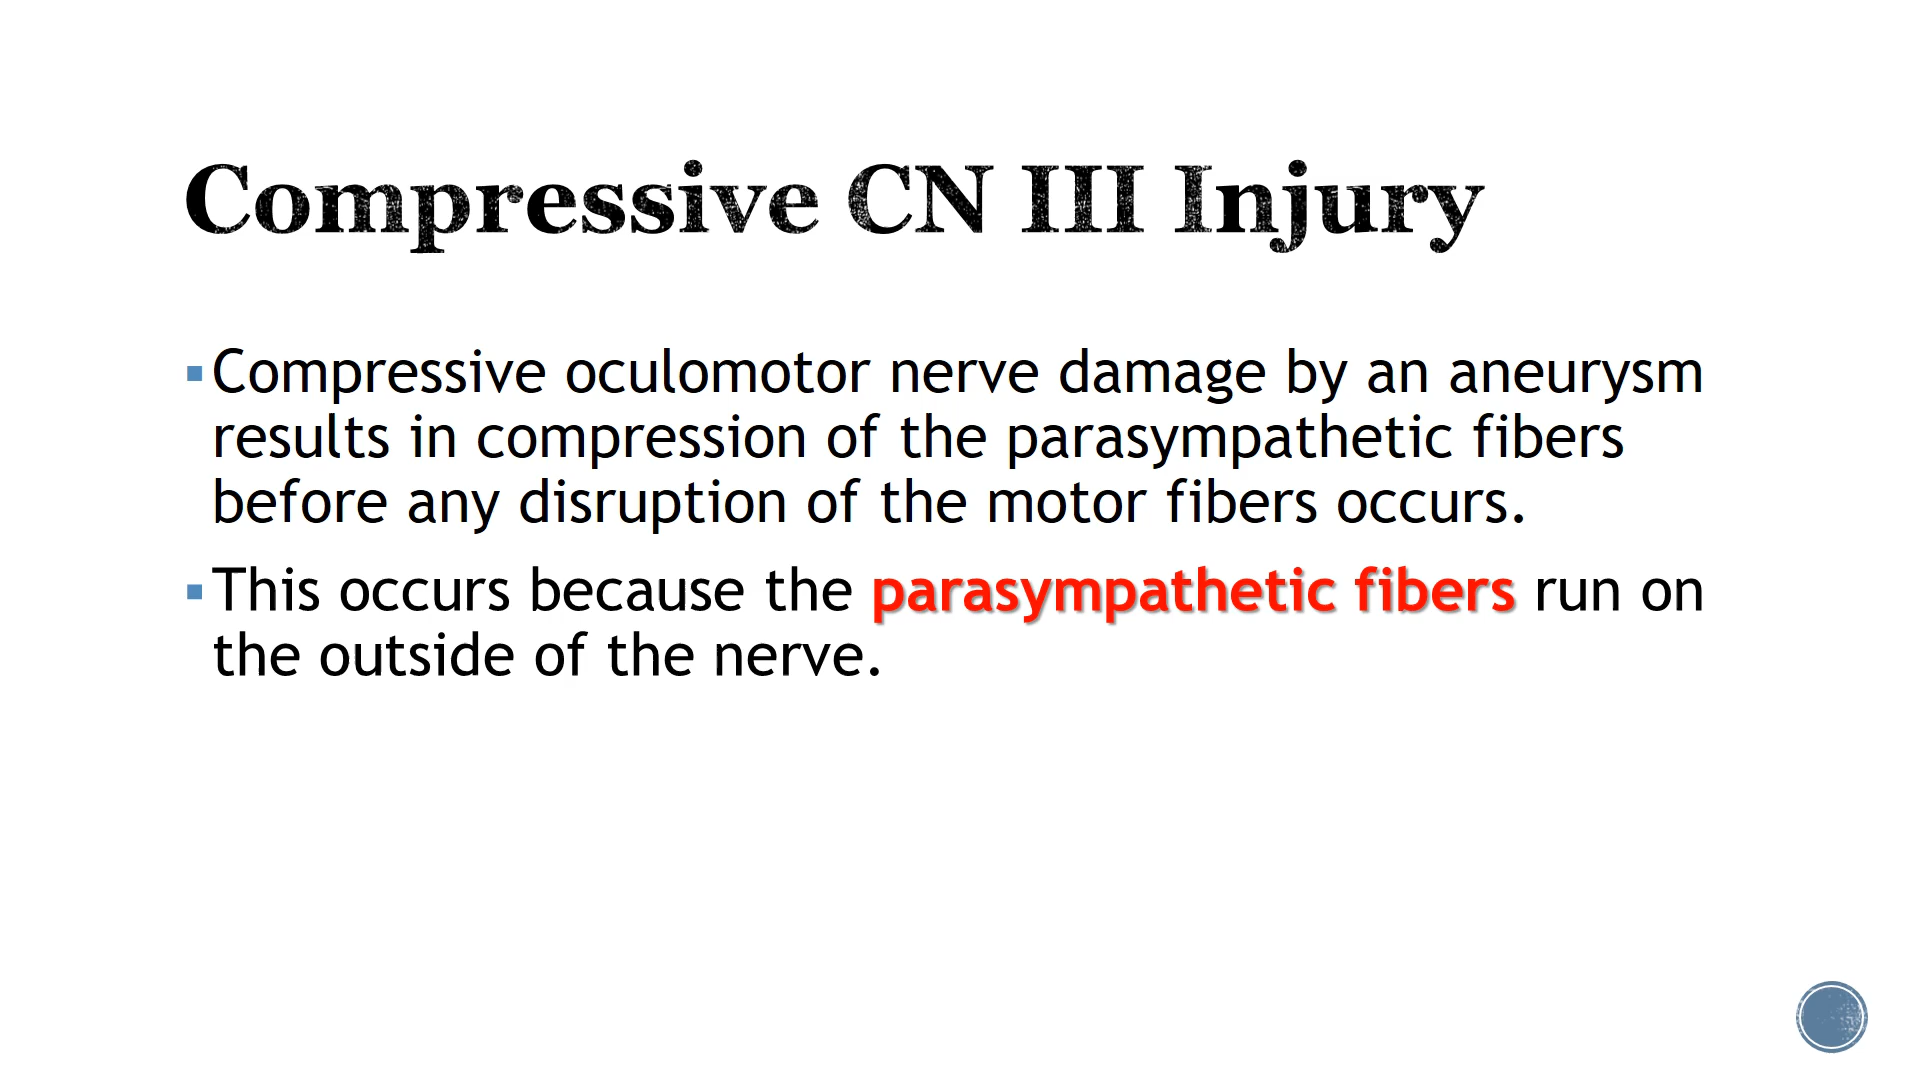 Compressive CN III Injury
▪Compressive oculomotor nerve damage by an aneurysm
results in compression of the parasympathetic fibers
before any disruption of the motor fibers occurs.
▪This occurs because the parasympathetic fibers run on
the outside of the nerve.